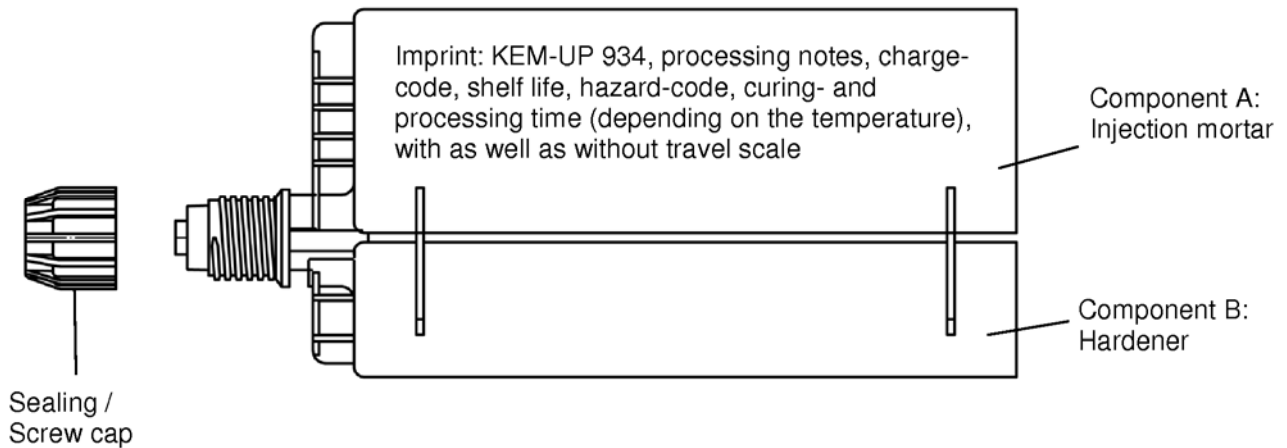 Imprint: KEM-UP 934, processing notes, charge-
code, shelf life, hazard-code, curing- and
processing time (depending on the temperature),
with as well as without travel scale
Component A:
Injection mortar
Component B:
Hardener
Sealing /
Screw cap